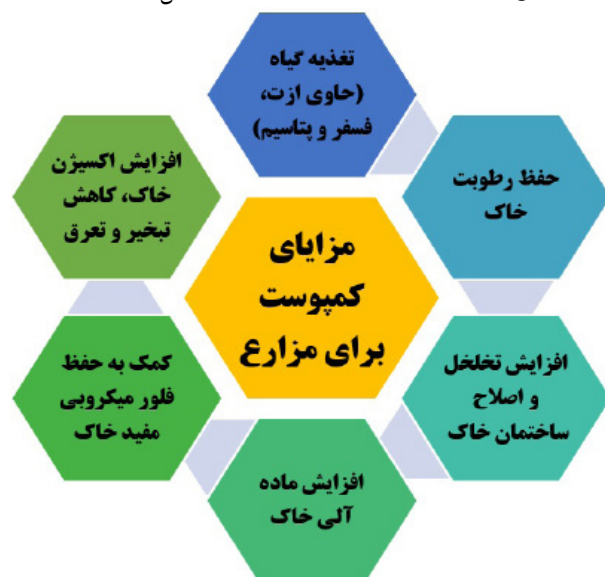 مزایای
کمپوست
برای مزارع
تغذیه گیاه
(حاوی ازت،
فسفر و پتاسیم)
حفظ رطوبت
خاک
افزایش تخلخل
و اصلاح
ساختمان خاک
افزایش ماده
آلی خاک
کمک به حفظ
فلور میکروبی
مفید خاک
افزایش اکسیژن
خاک، کاهش
تبخیر و تعرق